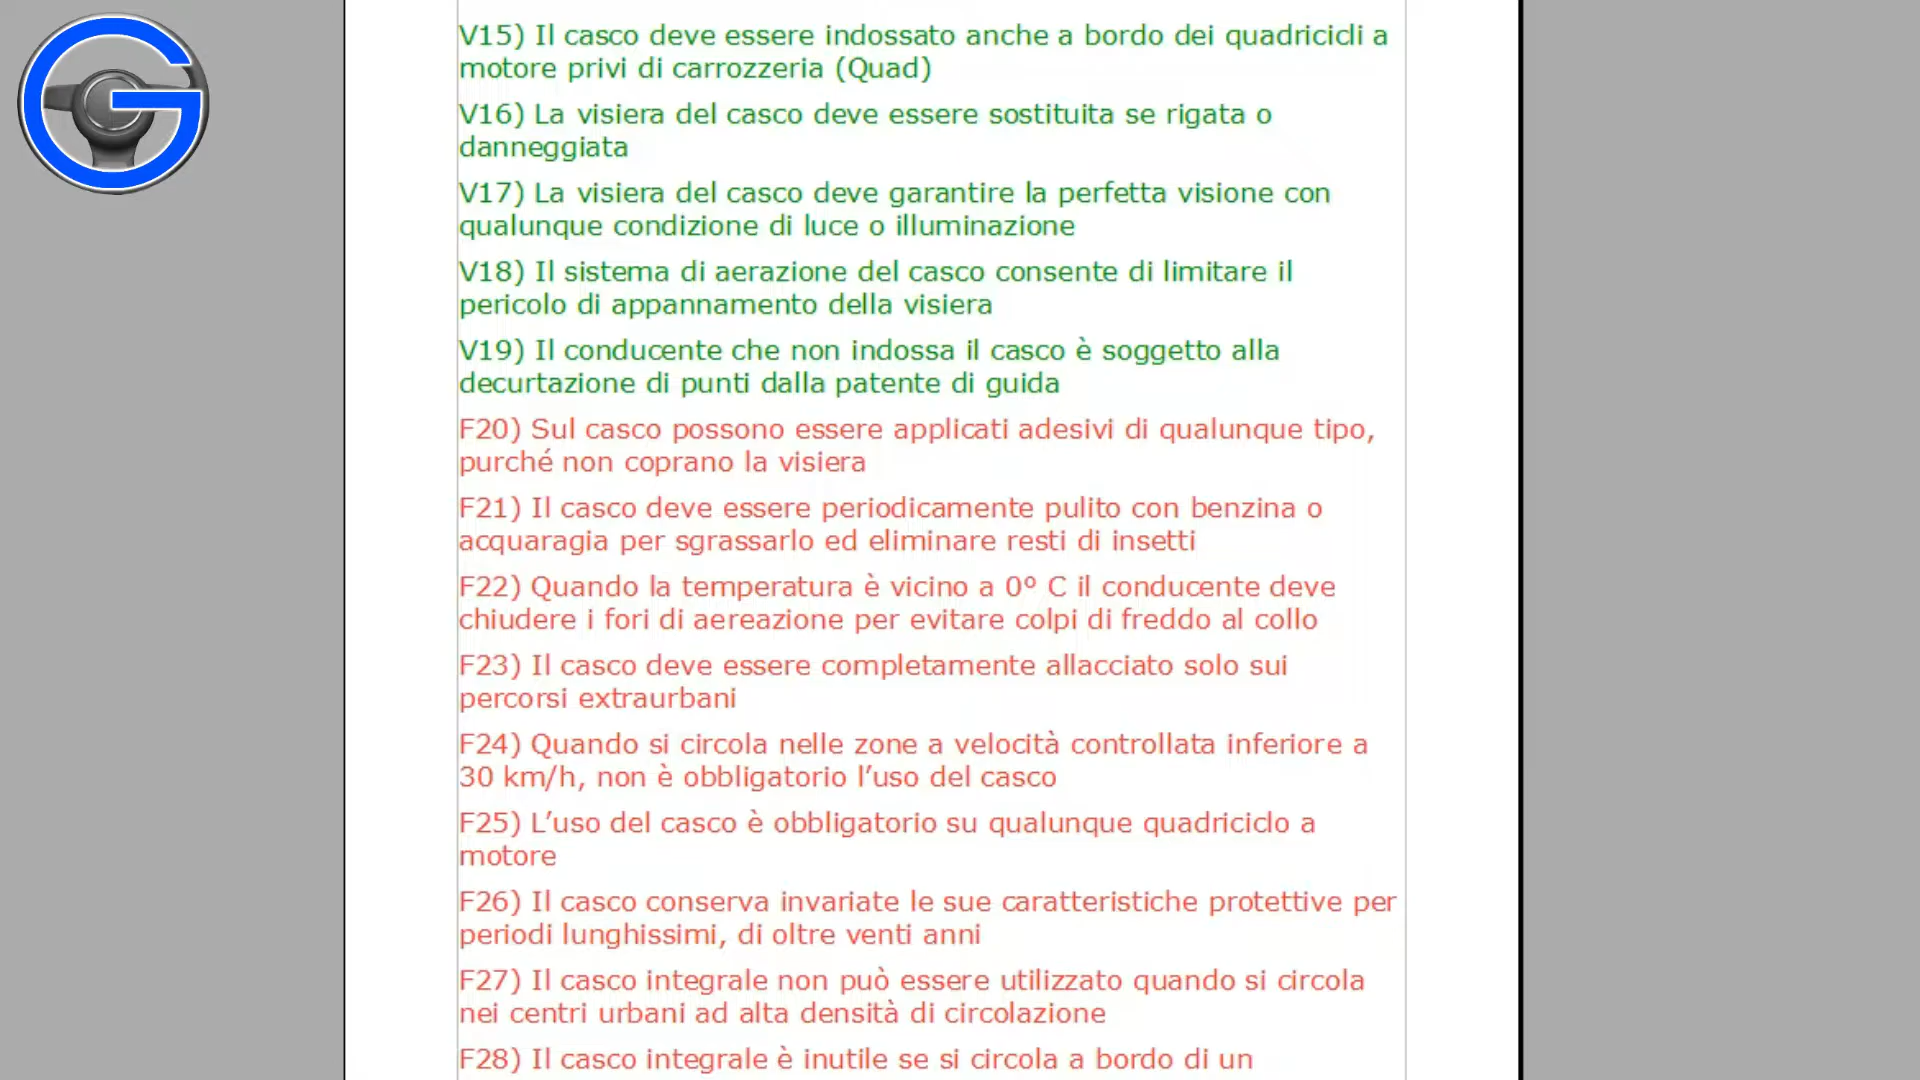 V15) Il casco deve essere indossato anche a bordo dei quadricicli a
motore privi di carrozzeria (Quad)
V16) La visiera del casco deve essere sostituita se rigata o
danneggiata
V17) La visiera del casco deve garantire la perfetta visione con
qualunque condizione di luce o illuminazione
V18) Il sistema di aerazione del casco consente di limitare il
pericolo di appannamento della visiera
V19) Il conducente che non indossa il casco è soggetto alla
decurtazione di punti dalla patente di guida
F20) Sul casco possono essere applicati adesivi di qualunque tipo,
purché non coprano la visiera
F21) Il casco deve essere periodicamente pulito con benzina o
acquaragia per sgrassarlo ed eliminare resti di insetti
F22) Quando la temperatura è vicino a 0º C il conducente deve
chiudere i fori di aereazione per evitare colpi di freddo al collo
F23) Il casco deve essere completamente allacciato solo sui
percorsi extraurbani
F24) Quando si circola nelle zone a velocità controllata inferiore a
30 km/h, non è obbligatorio l’uso del casco
F25) L’uso del casco è obbligatorio su qualunque quadriciclo a
motore
F26) Il casco conserva invariate le sue caratteristiche protettive per
periodi lunghissimi, di oltre venti anni
F27) Il casco integrale non può essere utilizzato quando si circola
nei centri urbani ad alta densità di circolazione
F28) Il casco integrale è inutile se si circola a bordo di un